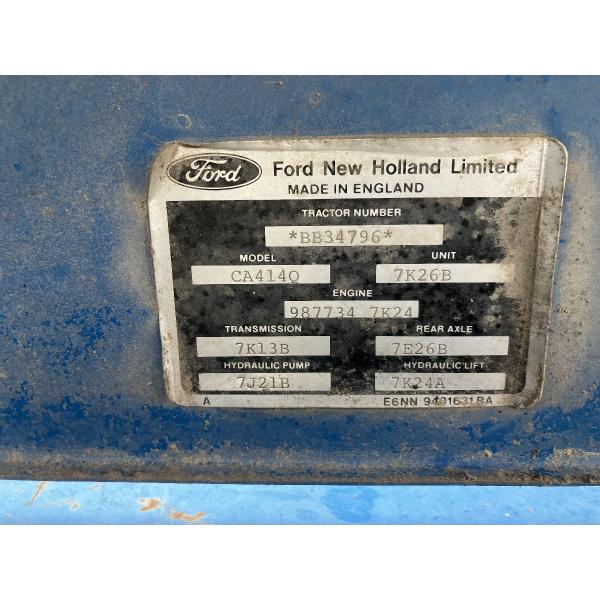 Ford Ford New Holland Limited
MADE IN ENGLAND
TRACTOR NUMBER
*BB34796*
MODEL UNIT
CA414Q 7K26B
ENGINE
987734 7K24
TRANSMISSION REAR AXLE
7K13B 7E26B
HYDRAULIC PUMP HYDRAULIC LIFT
7J21B 7K24A
A E6NN 9401631BA